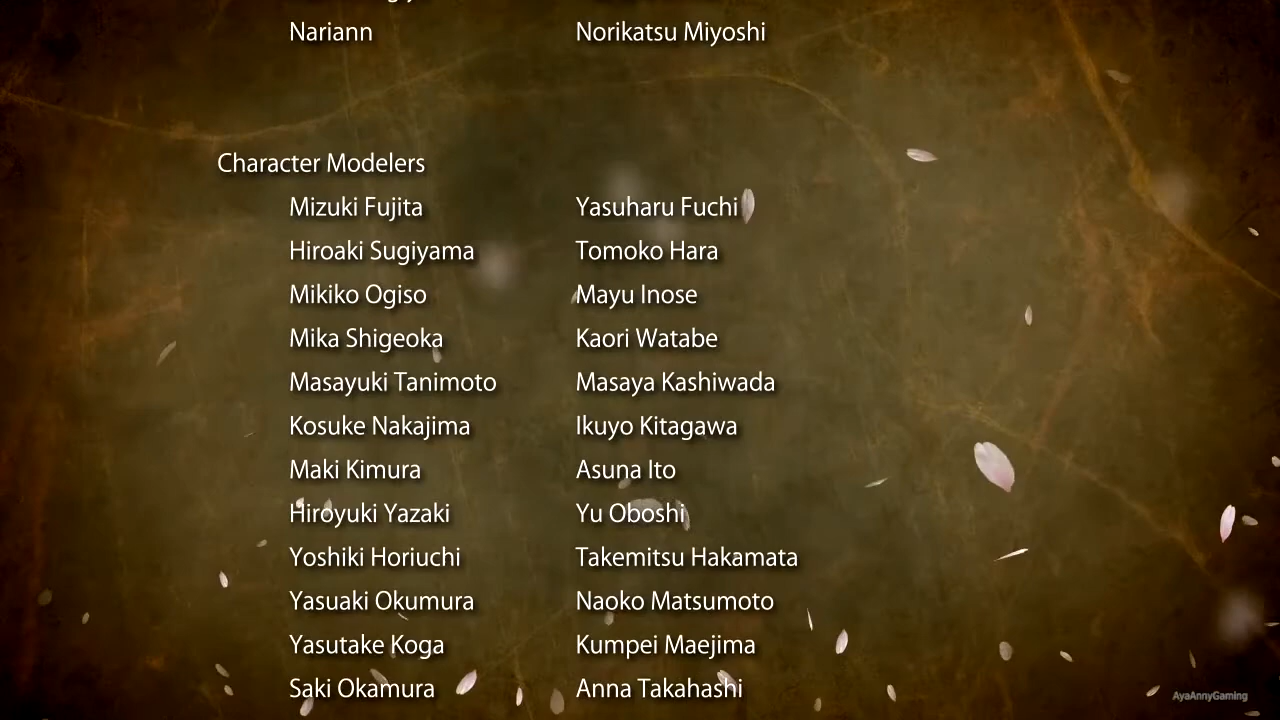 Nariann Norikatsu Miyoshi
Character Modelers
Mizuki Fujita Yasuharu Fuchi
Hiroaki Sugiyama Tomoko Hara
Mikiko Ogiso Mayu Inose
Mika Shigeoka Kaori Watabe
Masayuki Tanimoto Masaya Kashiwada
Kosuke Nakajima Ikuyo Kitagawa
Maki Kimura Asuna Ito
Hiroyuki Yazaki Yu Oboshi
Yoshiki Horiuchi Takemitsu Hakamata
Yasuaki Okumura Naoko Matsumoto
Yasutake Koga Kumpei Maejima
Saki Okamura Anna Takahashi
AyaAnnyGaming